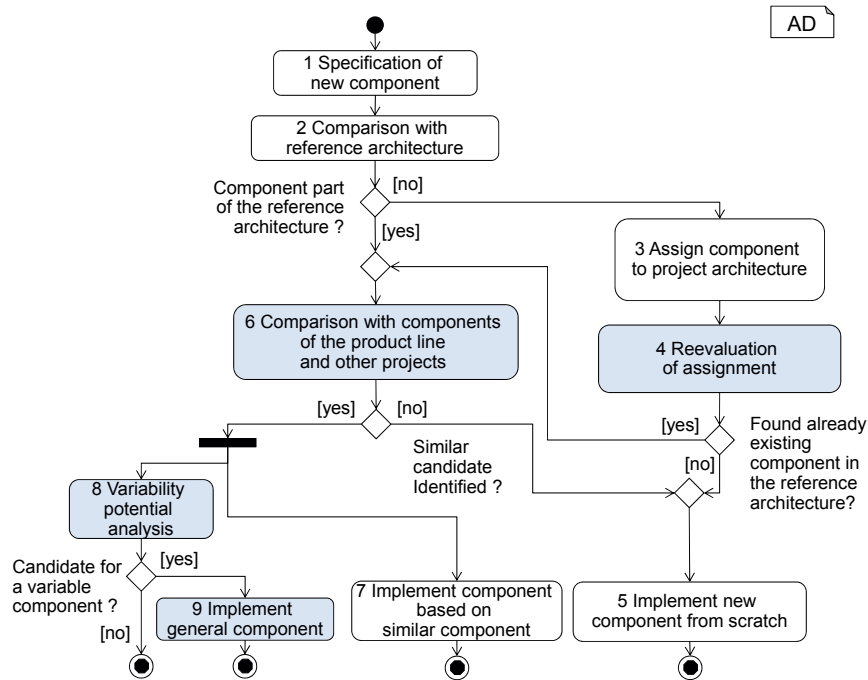 AD
1 Specification of
new component
2 Comparison with
reference architecture
Component part
of the reference
architecture ?
[no]
[yes]
3 Assign component
to project architecture
6 Comparison with components
of the product line
and other projects
4 Reevaluation
of assignment
[yes]
[no]
Similar
candidate
Identified ?
[yes]
[no]
Found already
existing
component in
the reference
architecture?
8 Variability
potential
analysis
Candidate for
a variable
component ?
[yes]
[no]
9 Implement
general component
7 Implement component
based on
similar component
5 Implement new
component from scratch